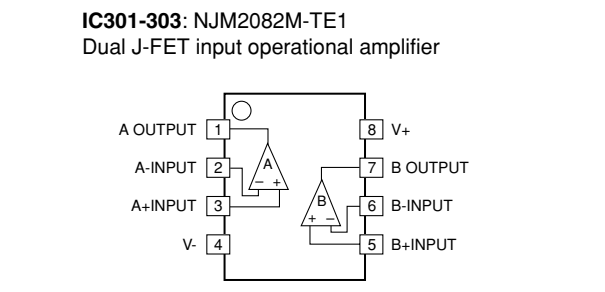 IC301-303: NJM2082M-TE1
Dual J-FET input operational amplifier
A OUTPUT 1 8 V+
A-INPUT 2 A 7 B OUTPUT
− +
A+INPUT 3 B 6 B-INPUT
+ −
V- 4 5 B+INPUT